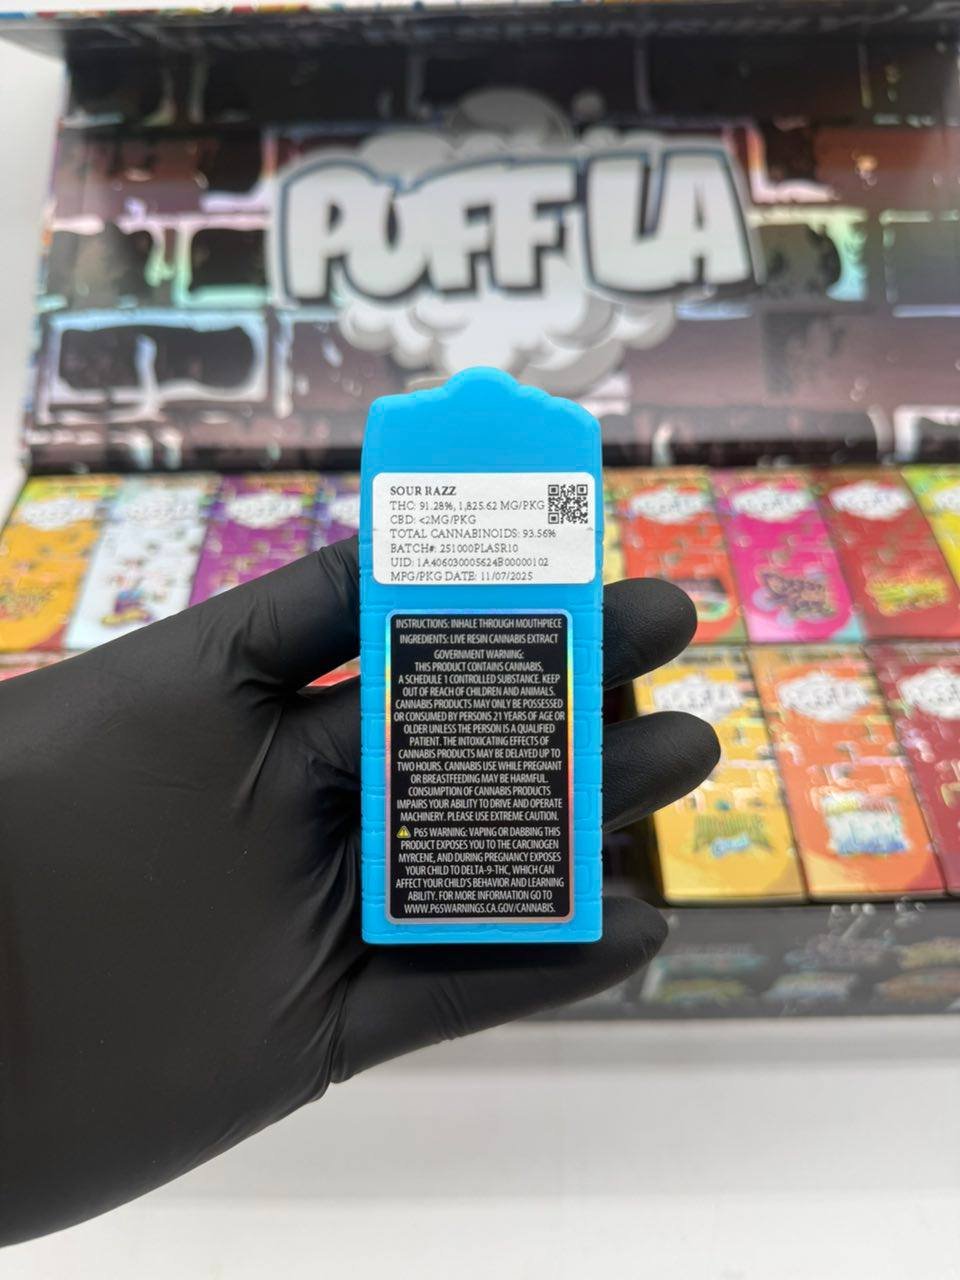 PUFF LA
SOUR RAZZ
THC: 91.28%, 1,825.62 MG/PKG
CBD: <2MG/PKG
TOTAL CANNABINOIDS: 93.56%
BATCH#: 251000PLASR10
UID: 1A406030005624B00000102
MFG/PKG DATE: 11/07/2025
INSTRUCTIONS: INHALE THROUGH MOUTHPIECE
INGREDIENTS: LIVE RESIN CANNABIS EXTRACT
GOVERNMENT WARNING:
THIS PRODUCT CONTAINS CANNABIS,
A SCHEDULE 1 CONTROLLED SUBSTANCE. KEEP
OUT OF REACH OF CHILDREN AND ANIMALS.
CANNABIS PRODUCTS MAY ONLY BE POSSESSED
OR CONSUMED BY PERSONS 21 YEARS OF AGE OR
OLDER UNLESS THE PERSON IS A QUALIFIED
PATIENT. THE INTOXICATING EFFECTS OF
CANNABIS PRODUCTS MAY BE DELAYED UP TO
TWO HOURS. CANNABIS USE WHILE PREGNANT
OR BREASTFEEDING MAY BE HARMFUL.
CONSUMPTION OF CANNABIS PRODUCTS
IMPAIRS YOUR ABILITY TO DRIVE AND OPERATE
MACHINERY. PLEASE USE EXTREME CAUTION.
P65 WARNING: VAPING OR DABBING THIS
PRODUCT EXPOSES YOU TO THE CARCINOGEN
MYRCENE, AND DURING PREGNANCY EXPOSES
YOUR CHILD TO DELTA-9-THC, WHICH CAN
AFFECT YOUR CHILD'S BEHAVIOR AND LEARNING
ABILITY. FOR MORE INFORMATION GO TO
WWW.P65WARNINGS.CA.GOV/CANNABIS.